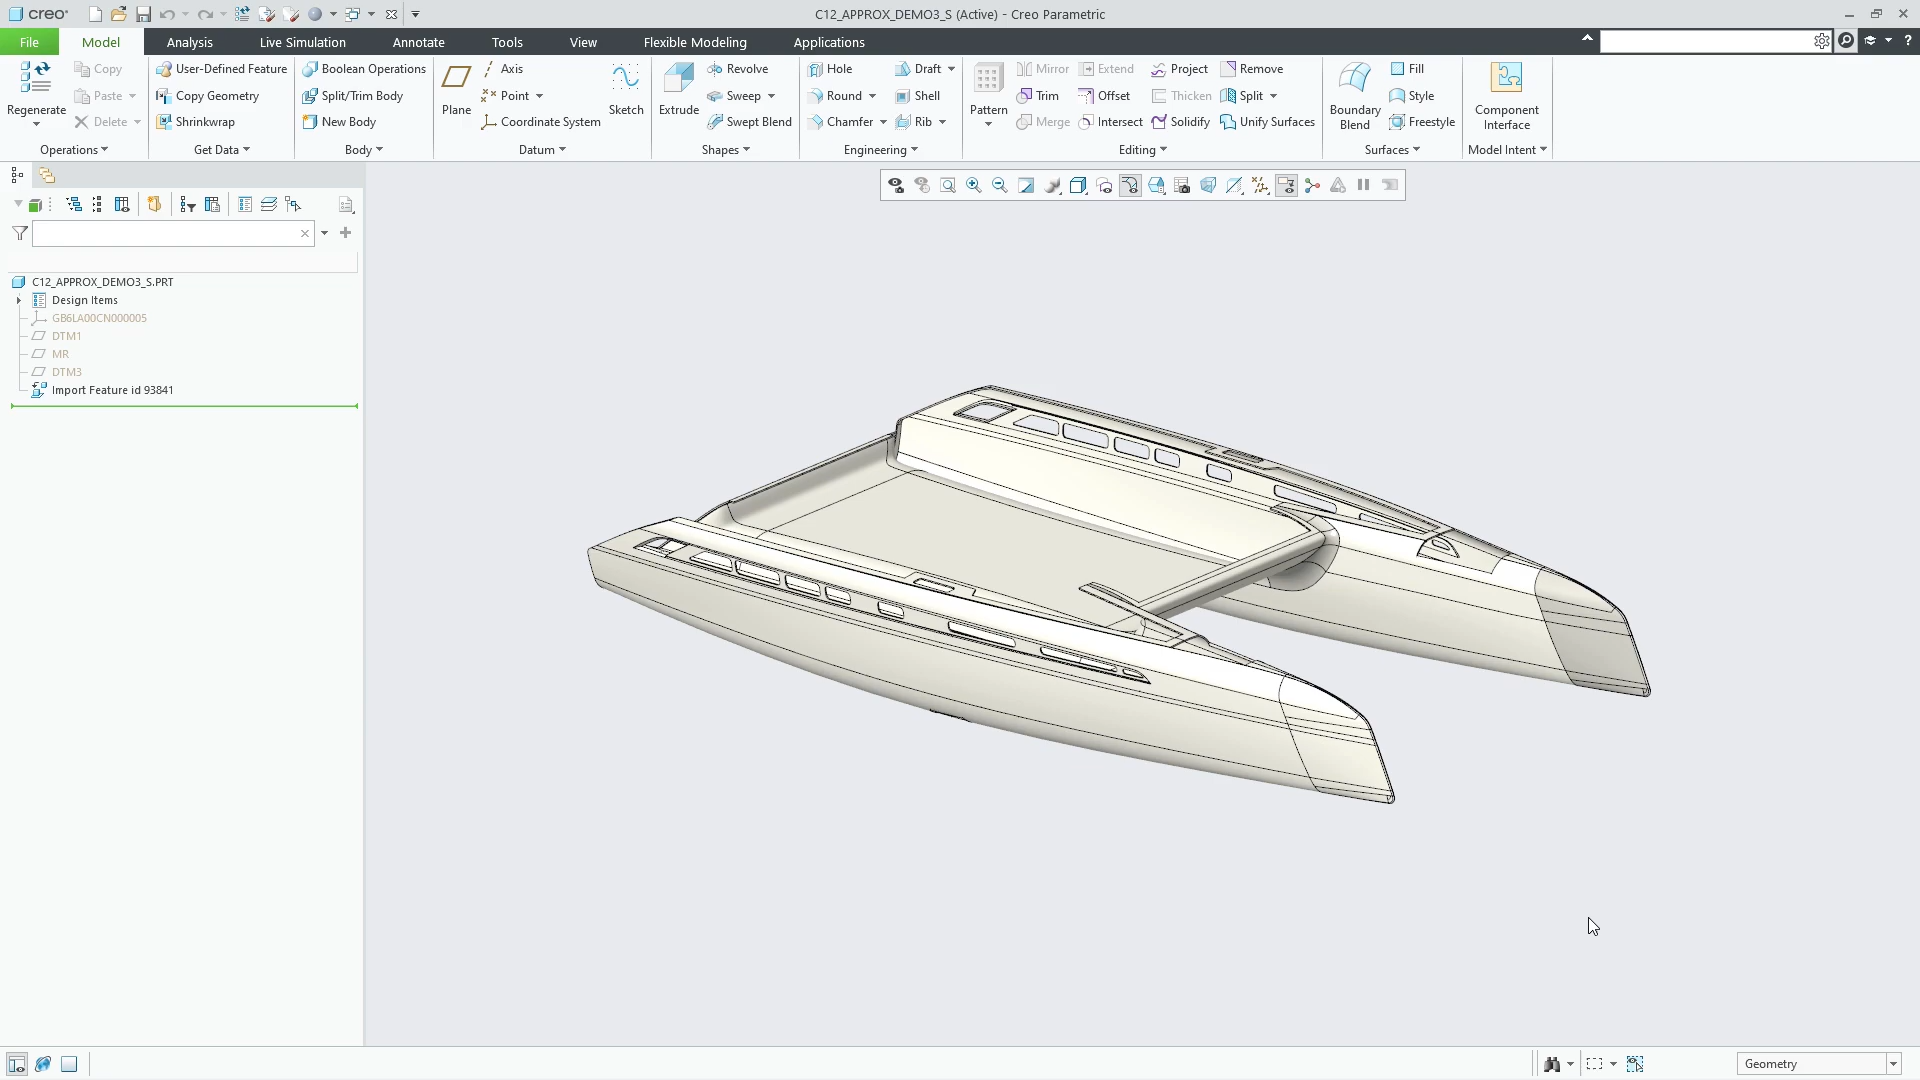 creo
C12_APPROX_DEMO3_S (Active) - Creo Parametric
File Model Analysis Live Simulation Annotate Tools View Flexible Modeling Applications
Regenerate
Copy
Paste
Delete
Operations
User-Defined Feature
Copy Geometry
Shrinkwrap
Get Data
Boolean Operations
Split/Trim Body
New Body
Body
Plane
Axis
Point
Coordinate System
Sketch
Datum
Extrude
Revolve
Sweep
Swept Blend
Shapes
Hole
Round
Chamfer
Draft
Shell
Rib
Engineering
Pattern
Mirror
Trim
Merge
Extend
Offset
Intersect
Project
Thicken
Solidify
Remove
Split
Unify Surfaces
Editing
Boundary
Blend
Fill
Style
Freestyle
Surfaces
Component
Interface
Model Intent
C12_APPROX_DEMO3_S.PRT
Design Items
GB6LA00CN000005
DTM1
MR
DTM3
Import Feature id 93841
Geometry